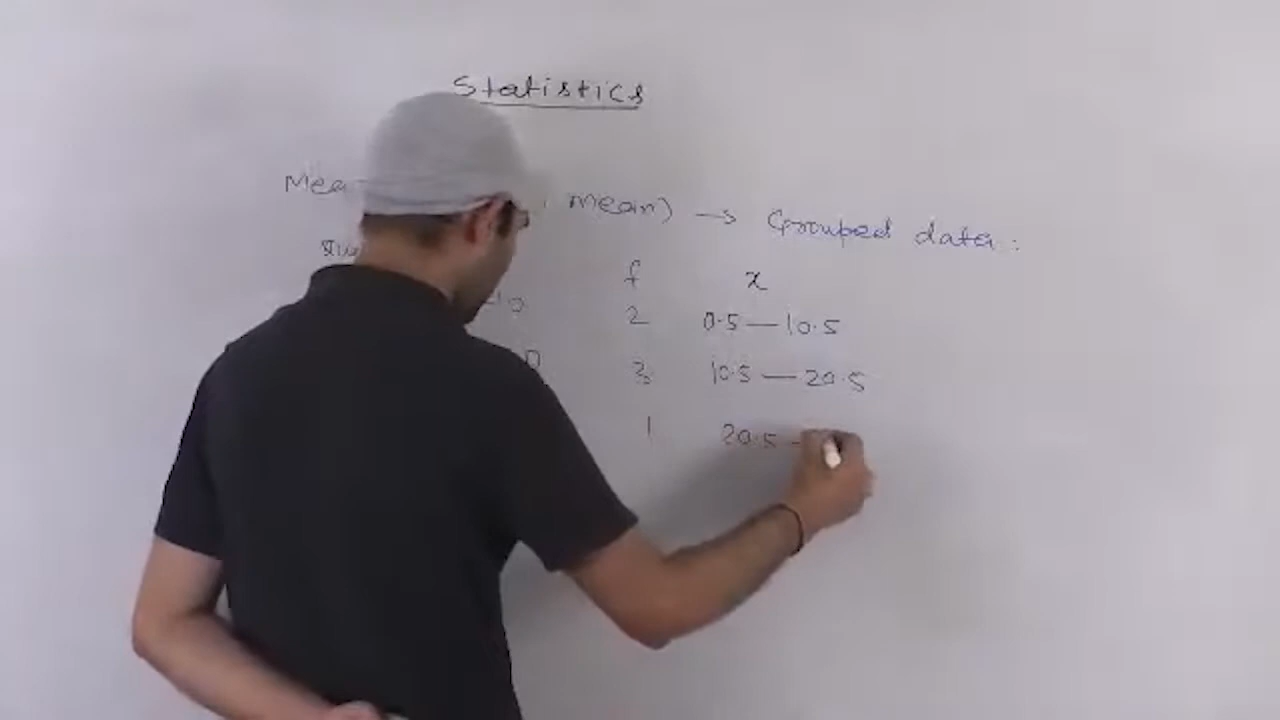 Statistics
mean) → Grouped data :
f x
2 0.5 — 10.5
3 10.5 — 20.5
1 20.5 —